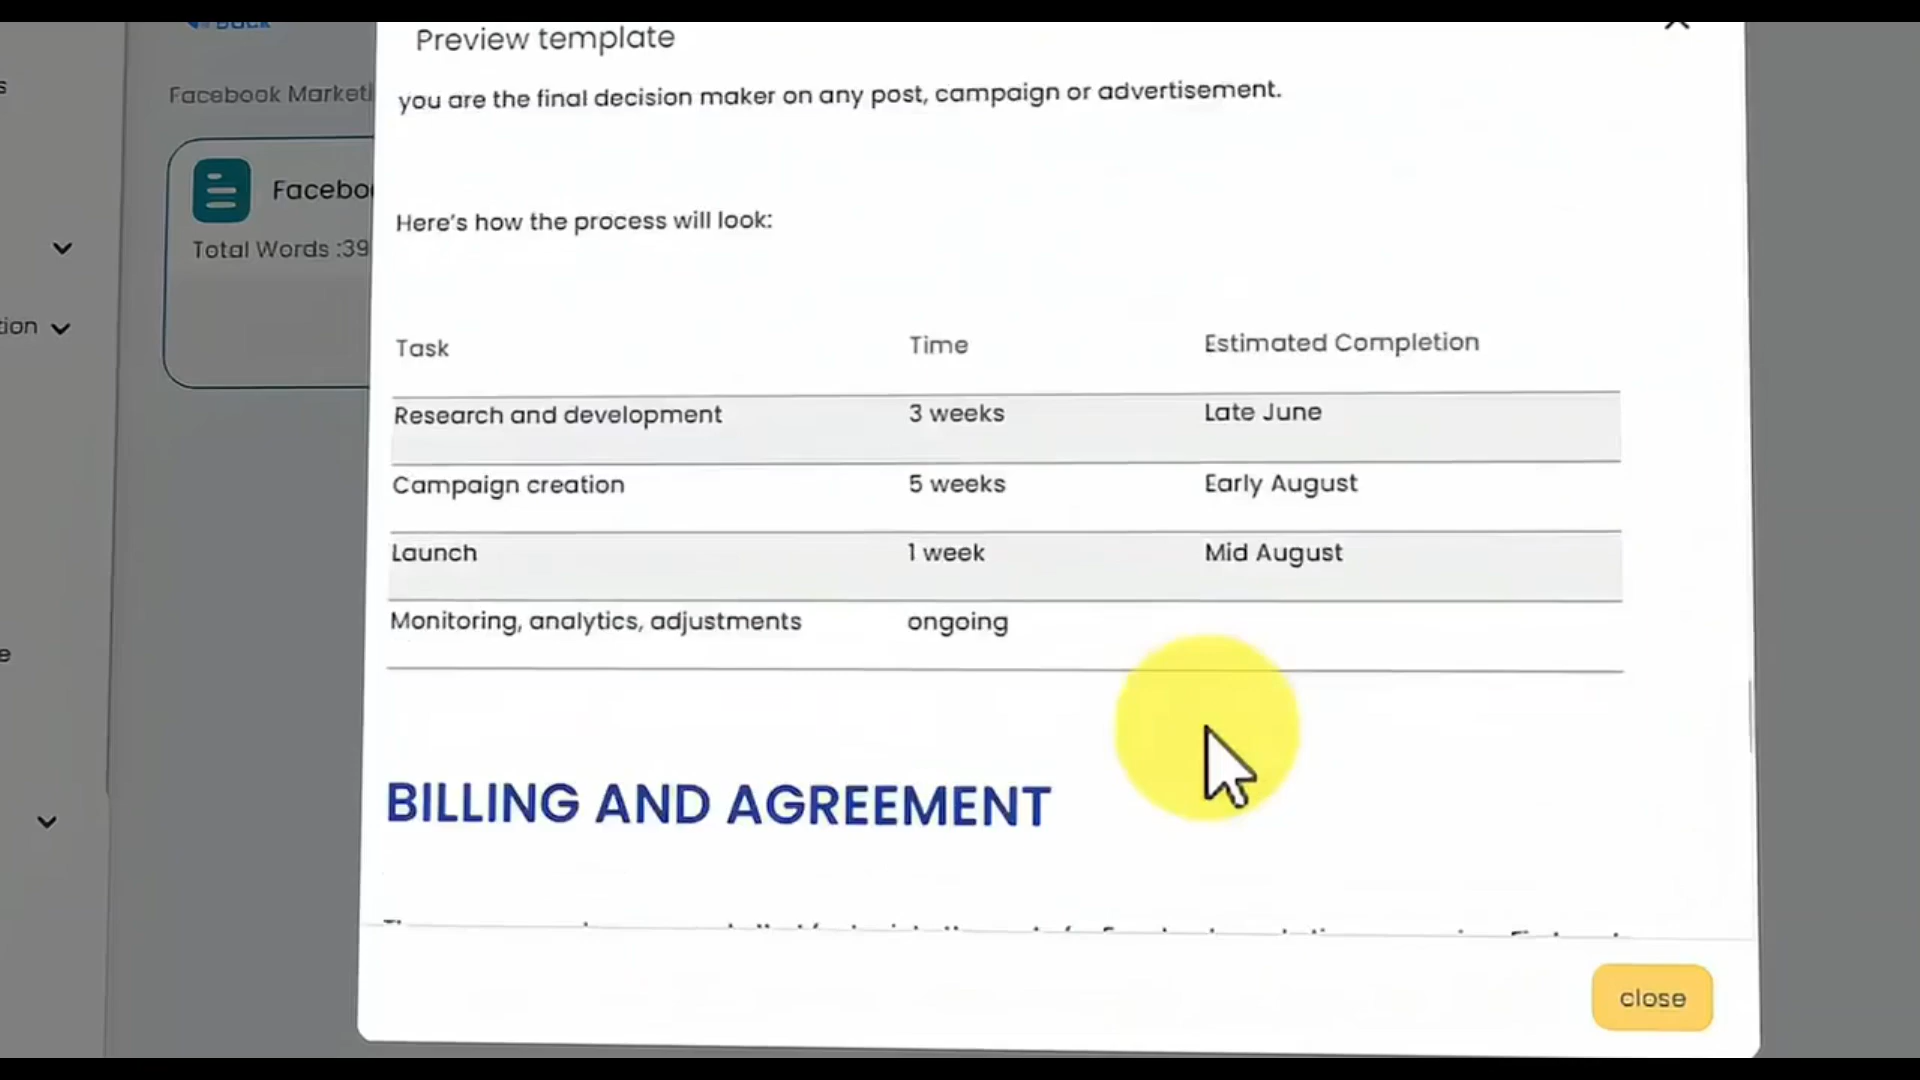 Preview template
you are the final decision maker on any post, campaign or advertisement.
Facebook
Total Words :39
Here's how the process will look:
Task Time Estimated Completion
Research and development 3 weeks Late June
Campaign creation 5 weeks Early August
Launch 1 week Mid August
Monitoring, analytics, adjustments ongoing
BILLING AND AGREEMENT
close